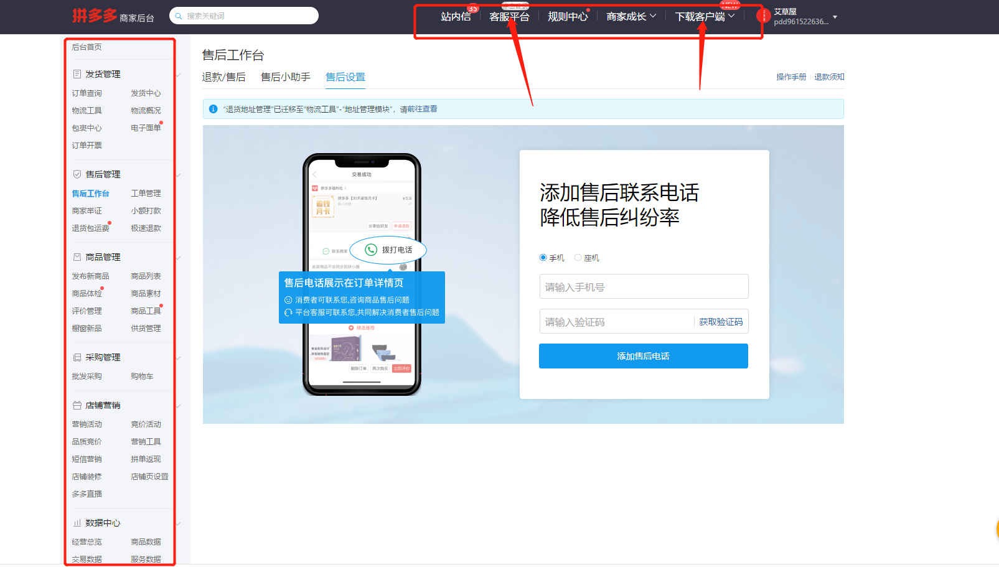 拼多多 商家后台
搜索关键词
站内信 35
客服平台
规则中心
商家成长
下载客户端
NEW
艾草屋
pdd961522636...
后台首页
发货管理
订单查询 发货中心
物流工具 物流概况
包裹中心 电子面单
订单开票
售后管理
售后工作台 工单管理
商家举证 小额打款
退货包运费 极速退款
商品管理
发布新商品 商品列表
商品体检 商品素材
评价管理 商品工具
橱窗新品 供货管理
采购管理
批发采购 购物车
店铺营销
营销活动 竞价活动
品质竞价 营销工具
短信营销 拼单返现
店铺装修 店铺页设置
多多直播
数据中心
经营总览 商品数据
交易数据 服务数据
售后工作台
退款/售后 售后小助手 售后设置
操作手册 退款须知
“退货地址管理”已迁移至“物流工具”-“地址管理模块”，请前往查看
交易成功
拼多多福利社
拼多多【30天省钱月卡】 ¥5.9
省钱
月卡
分享给好友 申请退款
联系商家
拨打电话
此类商品不会同步到拼小圈
售后电话展示在订单详情页
消费者可联系您,咨询商品售后问题
平台客服可联系您,共同解决消费者售后问题
精选推荐
删除订单 再次购买 立即评价
添加售后联系电话
降低售后纠纷率
手机 座机
请输入手机号
请输入验证码 获取验证码
添加售后电话